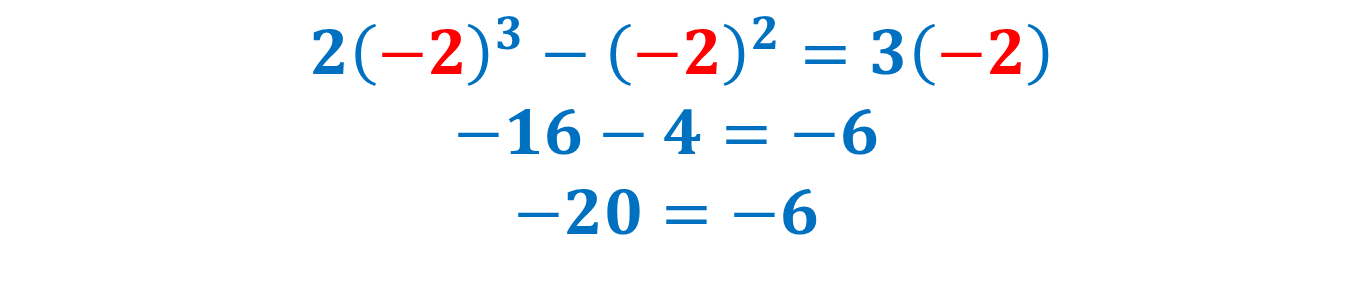 2(−2)³ − (−2)² = 3(−2)
−16 − 4 = −6
−20 = −6